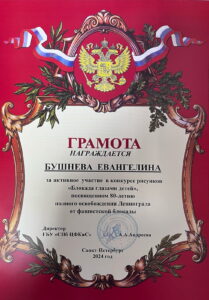 ГРАМОТА
НАГРАЖДАЕТСЯ
БУШНЕВА ЕВАНГЕЛИНА
за активное участие в конкурсе рисунков
«Блокада глазами детей»,
посвященном 80-летию
полного освобождения Ленинграда
от фашистской блокады
Директор
ГБУ «СПб ЦФКиС» А.А.Андреева
Санкт-Петербург
2024 год